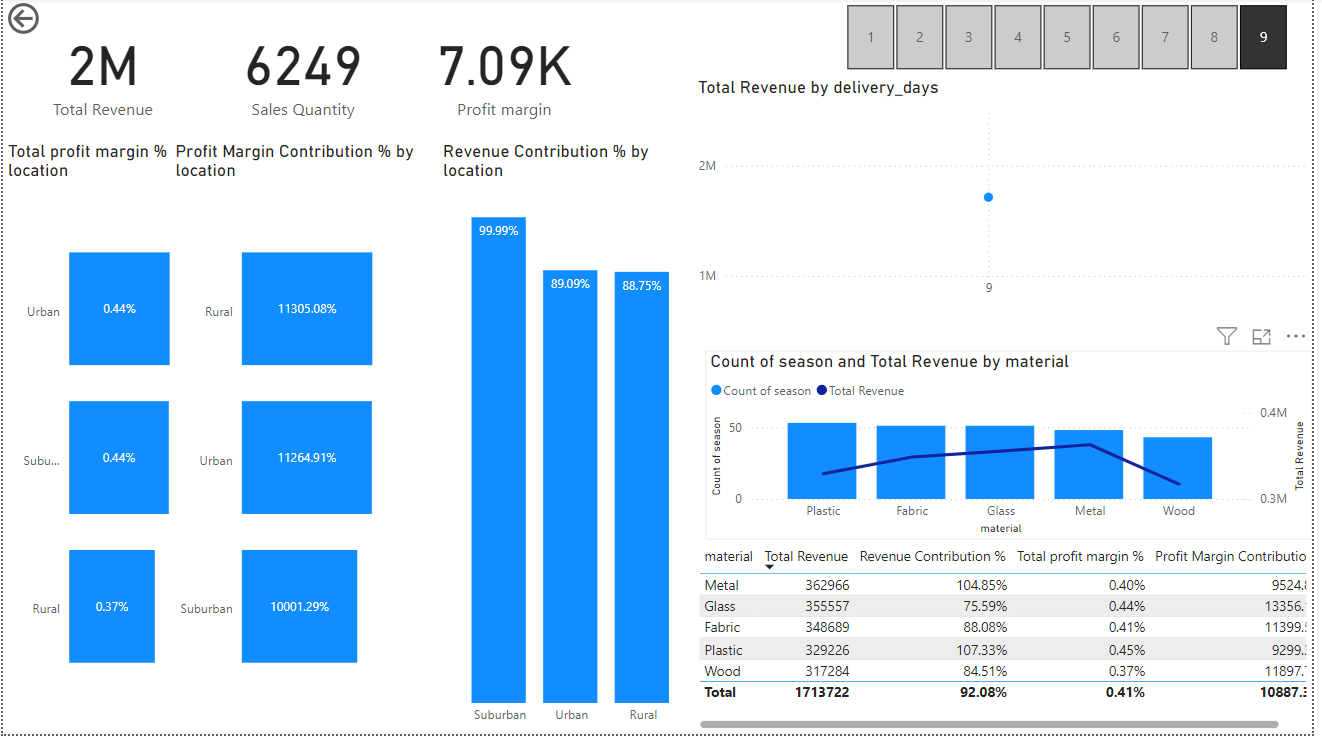 2M
Total Revenue
6249
Sales Quantity
7.09K
Profit margin
1 2 3 4 5 6 7 8 9
Total profit margin %
location
Urban 0.44%
Subu... 0.44%
Rural 0.37%
Profit Margin Contribution % by
location
Rural 11305.08%
Urban 11264.91%
Suburban 10001.29%
Revenue Contribution % by
location
99.99% 89.09% 88.75%
Suburban Urban Rural
Total Revenue by delivery_days
2M
1M
9
Count of season and Total Revenue by material
Count of season Total Revenue
Count of season
50
0
0.4M
0.3M
Total Revenue
Plastic Fabric Glass Metal Wood
material
material Total Revenue Revenue Contribution % Total profit margin % Profit Margin Contributio
Metal 362966 104.85% 0.40% 9524.
Glass 355557 75.59% 0.44% 13356.
Fabric 348689 88.08% 0.41% 11399.
Plastic 329226 107.33% 0.45% 9299.
Wood 317284 84.51% 0.37% 11897.
Total 1713722 92.08% 0.41% 10887.